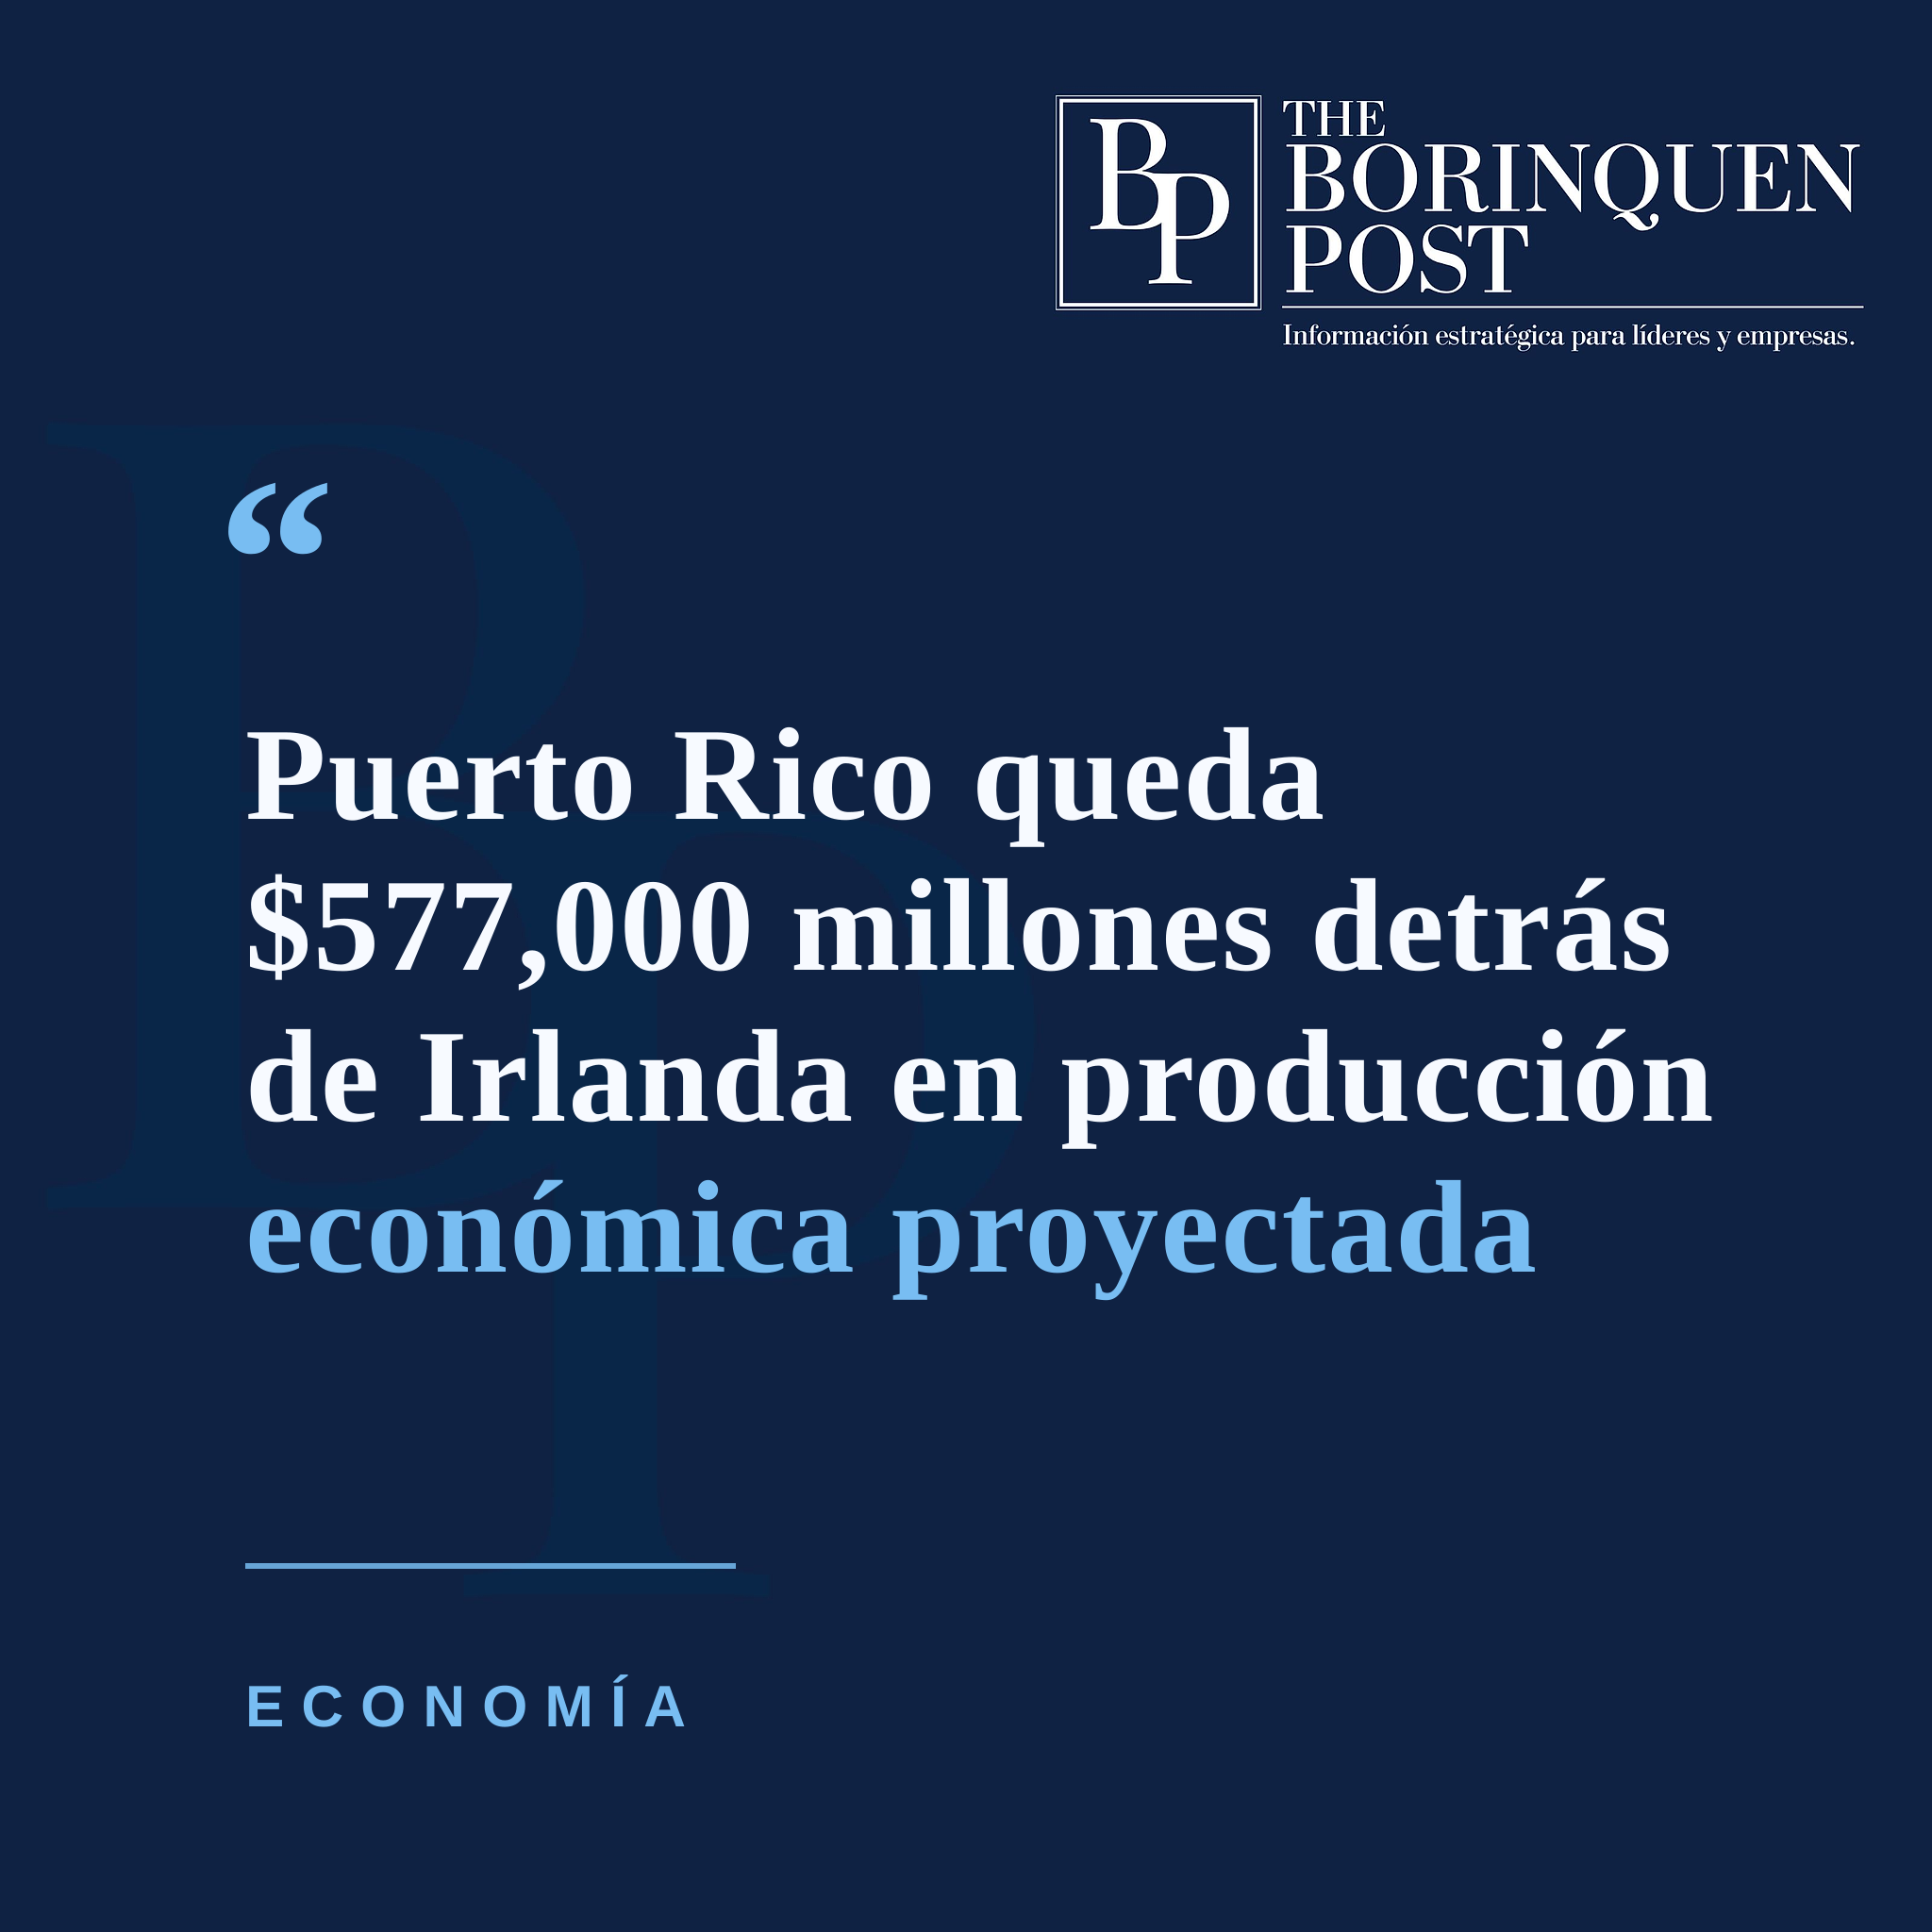 BP
THE
BORINQUEN
POST
Información estratégica para líderes y empresas.
“
Puerto Rico queda
$577,000 millones detrás
de Irlanda en producción
económica proyectada
ECONOMÍA